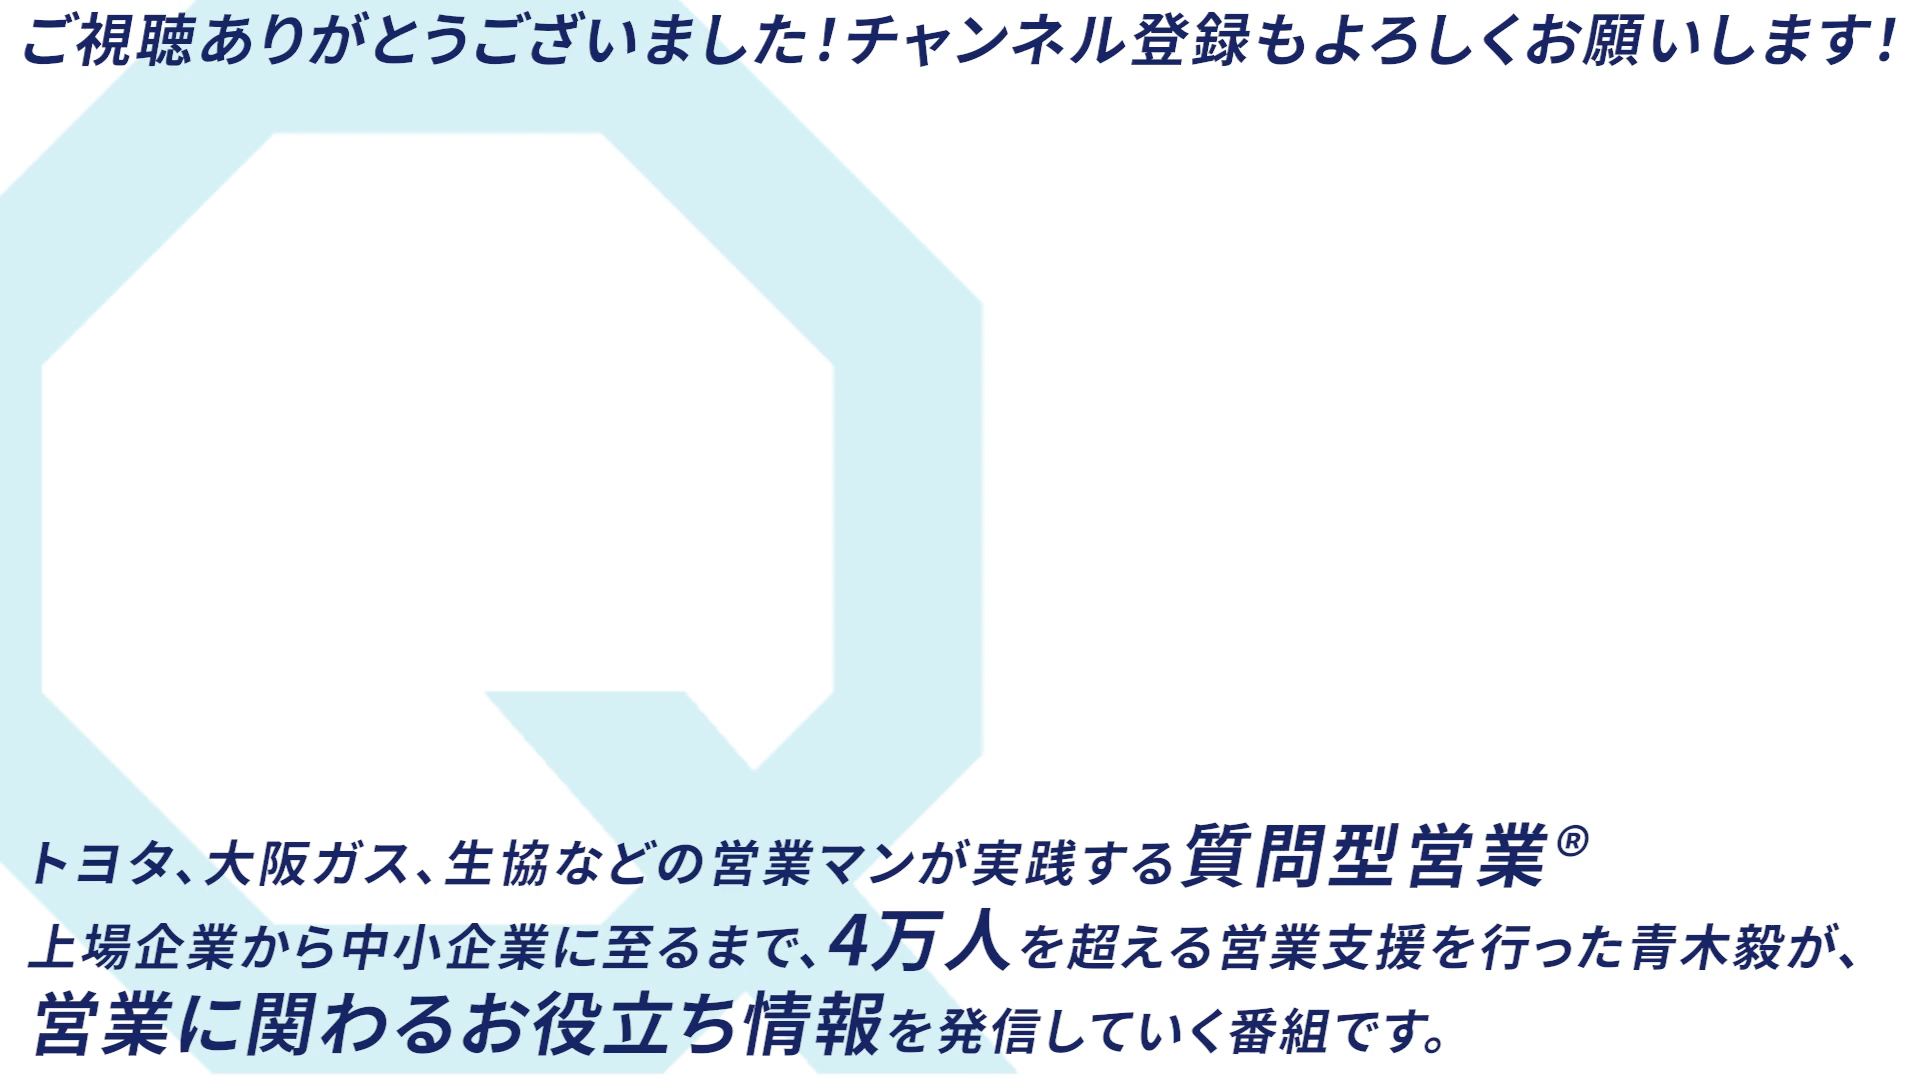 ご視聴ありがとうございました！チャンネル登録もよろしくお願いします！
トヨタ、大阪ガス、生協などの営業マンが実践する質問型営業®
上場企業から中小企業に至るまで、4万人を超える営業支援を行った青木毅が、
営業に関わるお役立ち情報を発信していく番組です。